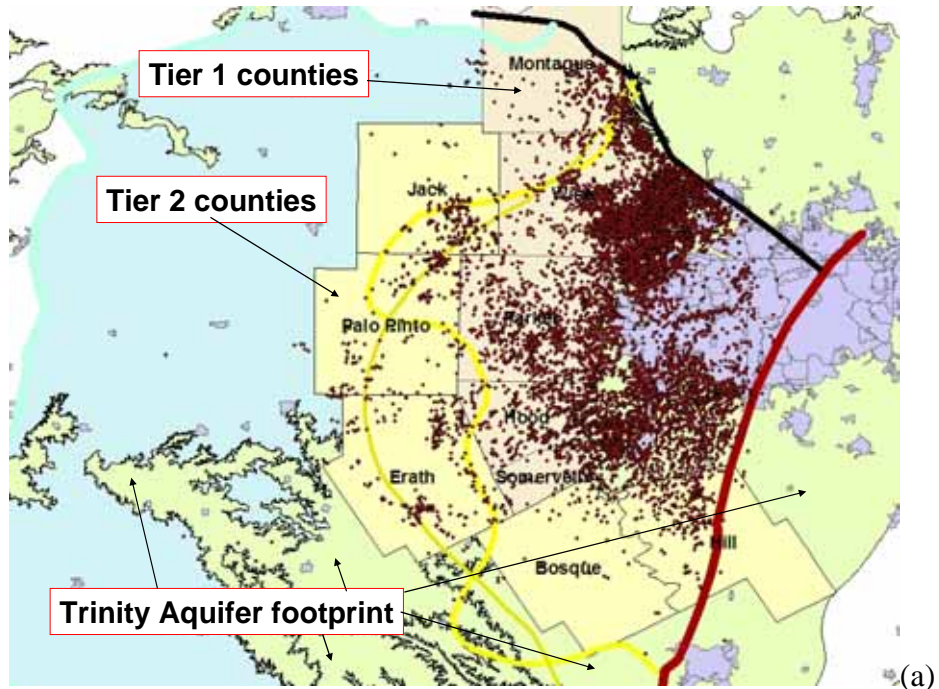 Tier 1 counties
Montague
Jack
Wise
Tier 2 counties
Palo Pinto
Parker
Hood
Erath
Somervelle
Hill
Bosque
Trinity Aquifer footprint
(a)